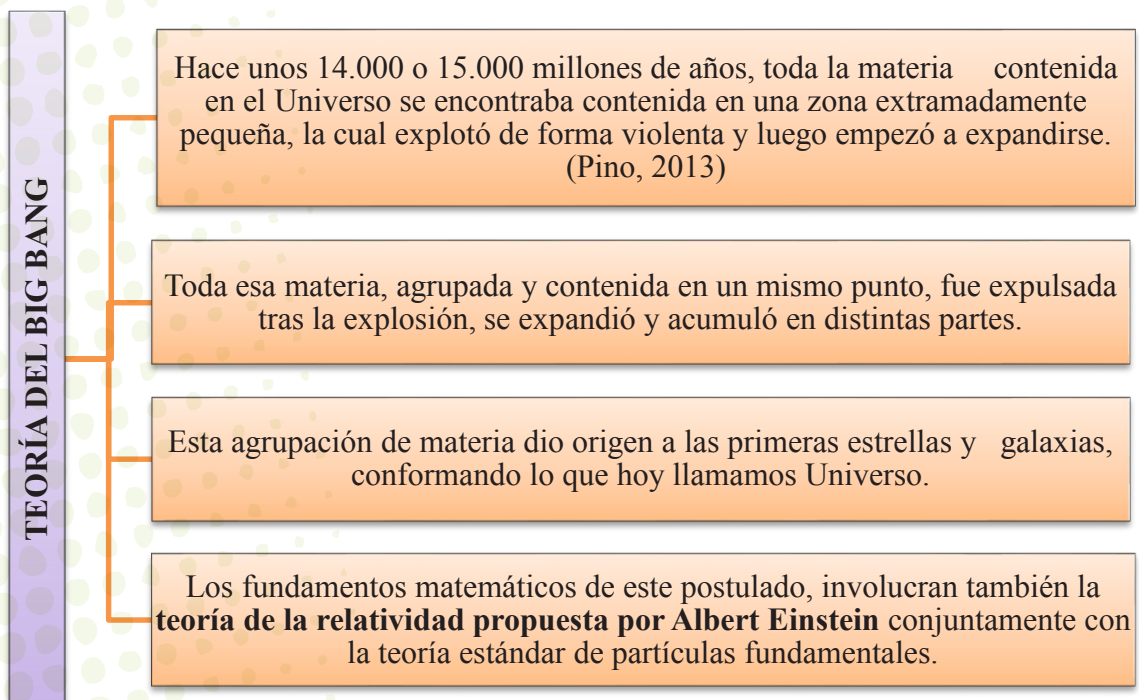 TEORÍA DEL BIG BANG
Hace unos 14.000 o 15.000 millones de años, toda la materia contenida
en el Universo se encontraba contenida en una zona extramadamente
pequeña, la cual explotó de forma violenta y luego empezó a expandirse.
(Pino, 2013)
Toda esa materia, agrupada y contenida en un mismo punto, fue expulsada
tras la explosión, se expandió y acumuló en distintas partes.
Esta agrupación de materia dio origen a las primeras estrellas y galaxias,
conformando lo que hoy llamamos Universo.
Los fundamentos matemáticos de este postulado, involucran también la
teoría de la relatividad propuesta por Albert Einstein conjuntamente con
la teoría estándar de partículas fundamentales.